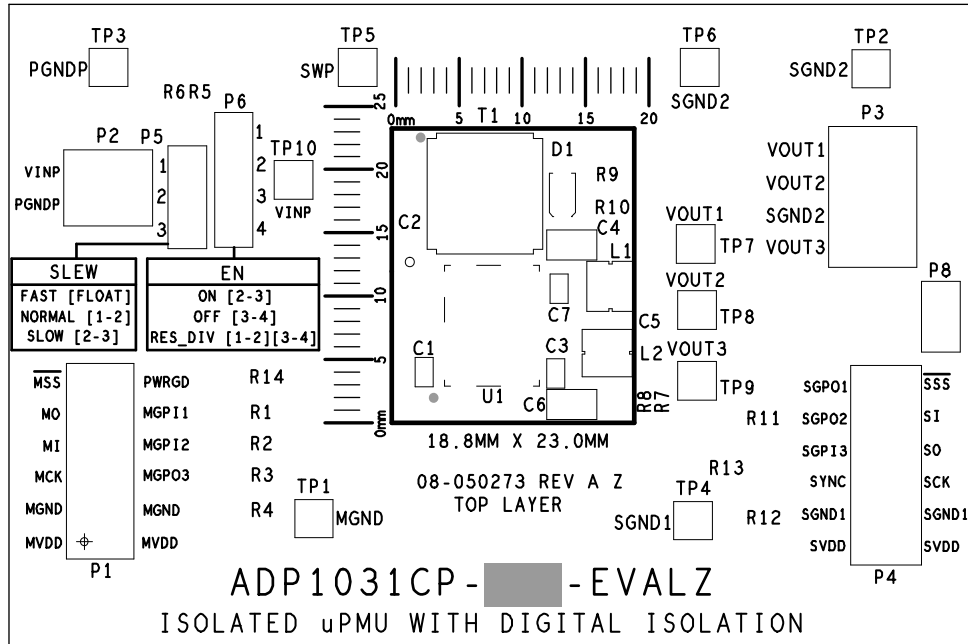 TP3
TP5
TP6
TP2
PGNDP
SWP
SGND2
SGND2
R6 R5
P6
25
0mm 5 10 15 20
T1
P3
P2
P5
1
2
3
4
1
2
3
TP10
VINP
VINP
PGNDP
20
15
10
5
0mm
D1
R9
R10
C2
C4
L1
VOUT1
TP7
VOUT1
VOUT2
SGND2
VOUT3
P8
SLEW
FAST [FLOAT]
NORMAL [1-2]
SLOW [2-3]
EN
ON [2-3]
OFF [3-4]
RES_DIV [1-2][3-4]
VOUT2
TP8
C7
C5
L2
VOUT3
TP9
C1
C3
U1
C6
R8
R7
18.8MM X 23.0MM
MSS
MO
MI
MCK
MGND
MVDD
PWRGD
MGPI1
MGPI2
MGPO3
MGND
MVDD
P1
R14
R1
R2
R3
R4
TP1
MGND
08-050273 REV A Z
TOP LAYER
R13
TP4
SGND1
R11
R12
SGPO1
SGPO2
SGPI3
SYNC
SGND1
SVDD
SSS
SI
SO
SCK
SGND1
SVDD
P4
ADP1031CP- -EVALZ
ISOLATED uPMU WITH DIGITAL ISOLATION